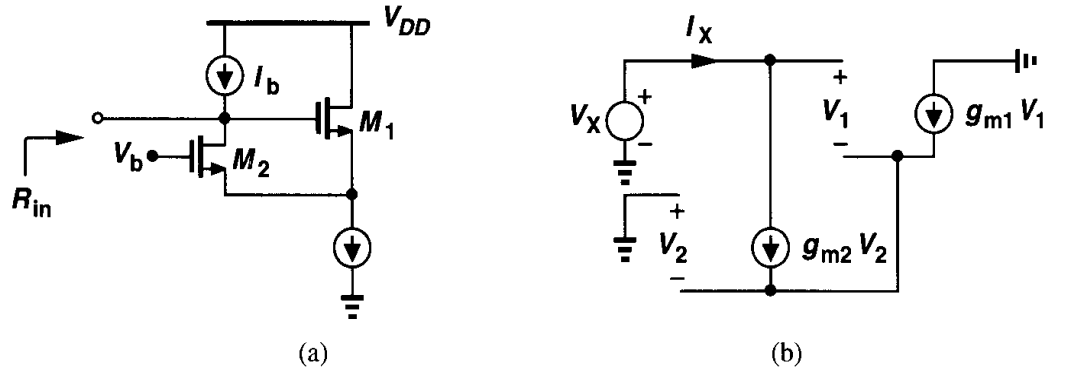 V_DD
I_b
M_1
V_b
M_2
R_in
(a)
I_X
V_X
+
−
+
V_1
−
g_m1 V_1
+
V_2
−
g_m2 V_2
(b)